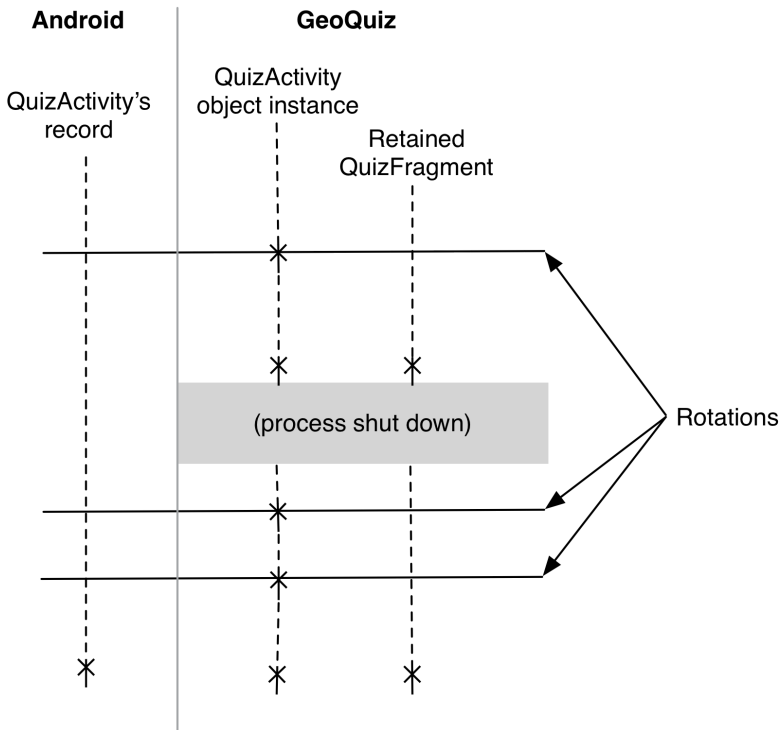 Android
GeoQuiz
QuizActivity’s
record
QuizActivity
object instance
Retained
QuizFragment
(process shut down)
Rotations